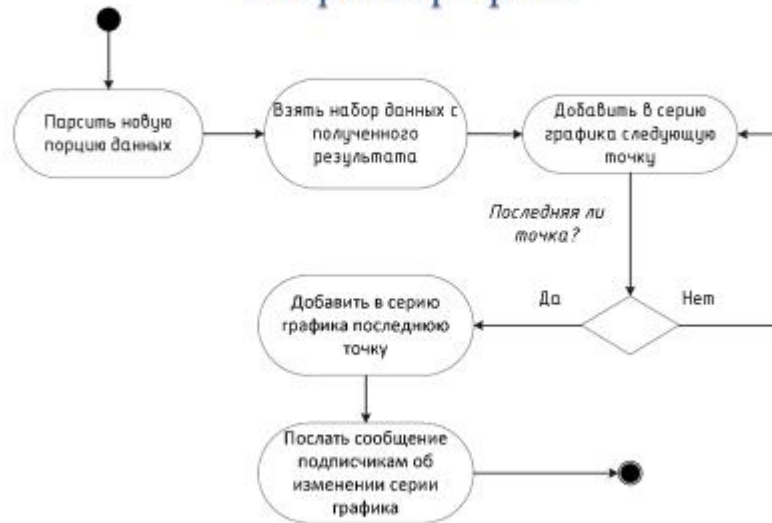 Парсить новую
порцию данных
Взять набор данных с
полученного
результата
Добавить в серию
графика следующую
точку
Последняя ли
точка?
Да
Нет
Добавить в серию
графика последнюю
точку
Послать сообщение
подписчикам об
изменении серии
графика